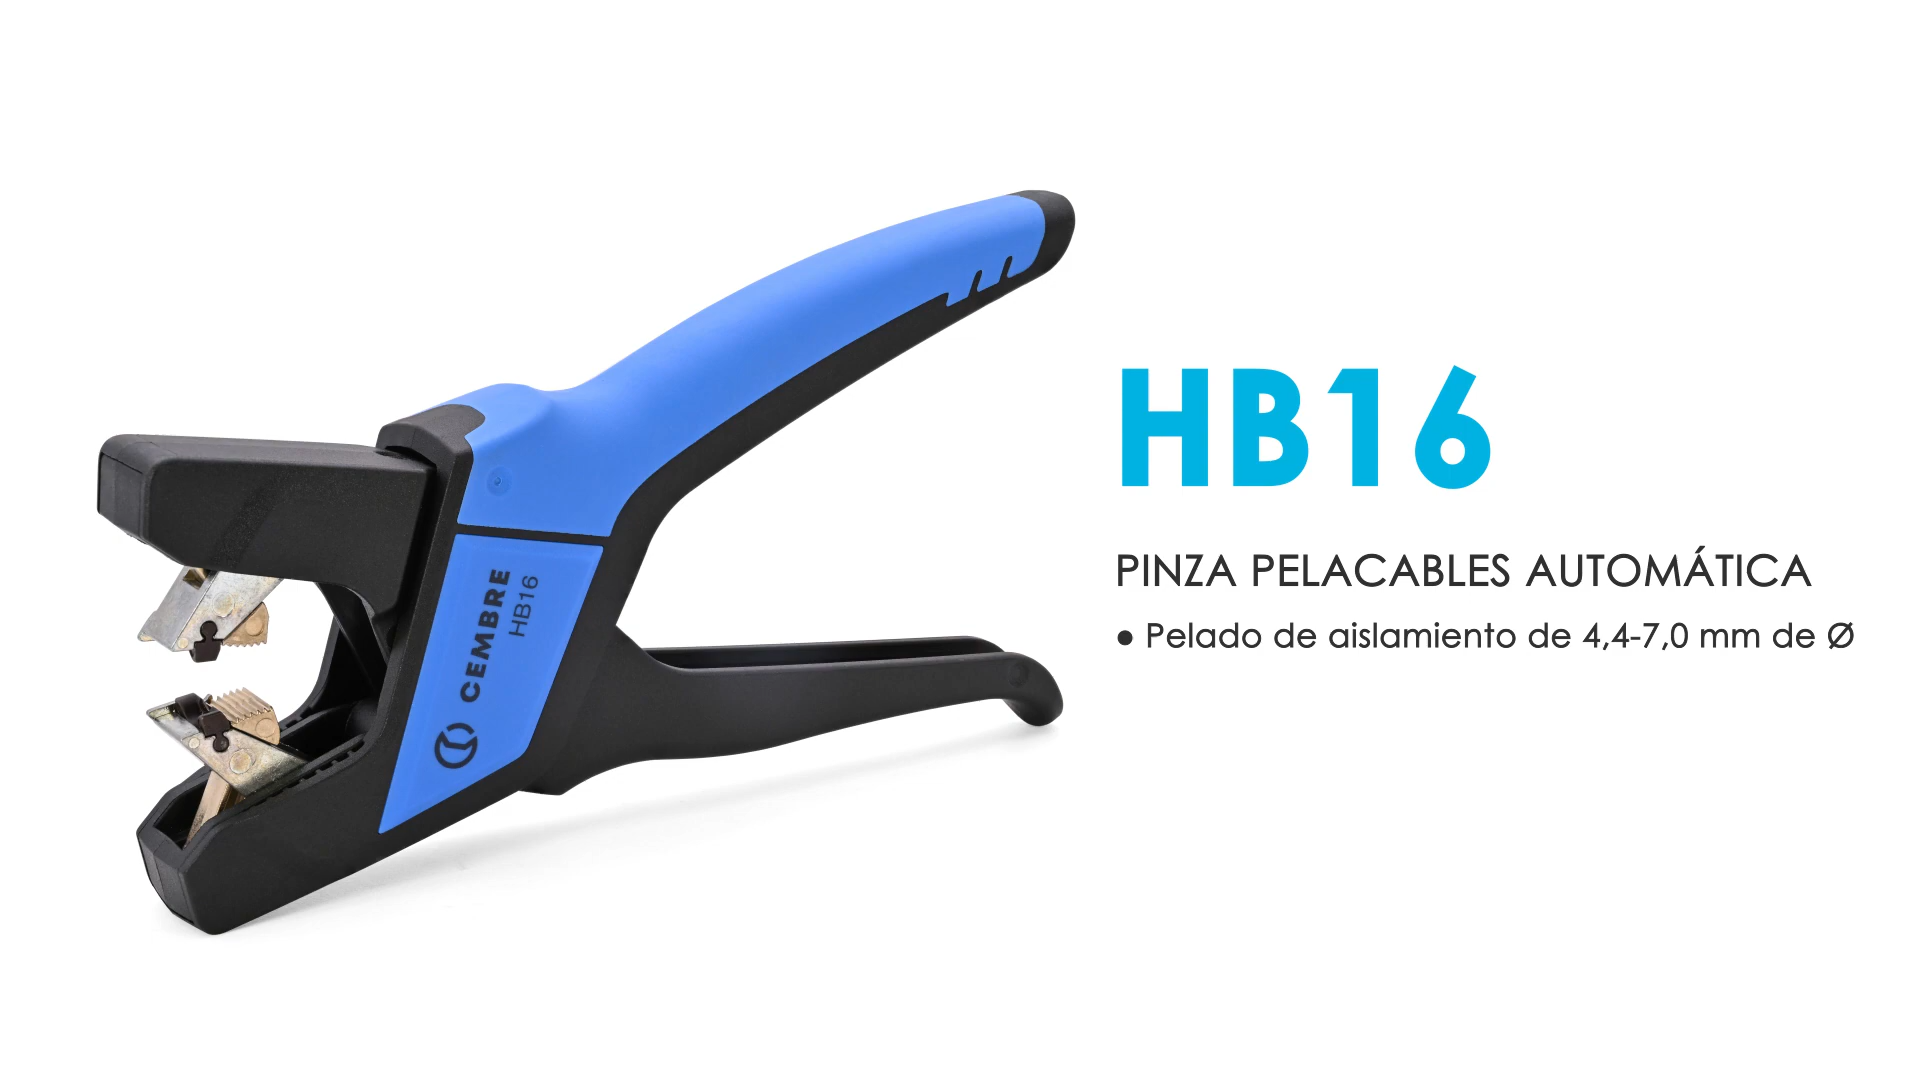 CEMBRE
HB16
HB16
PINZA PELACABLES AUTOMÁTICA
● Pelado de aislamiento de 4,4-7,0 mm de Ø